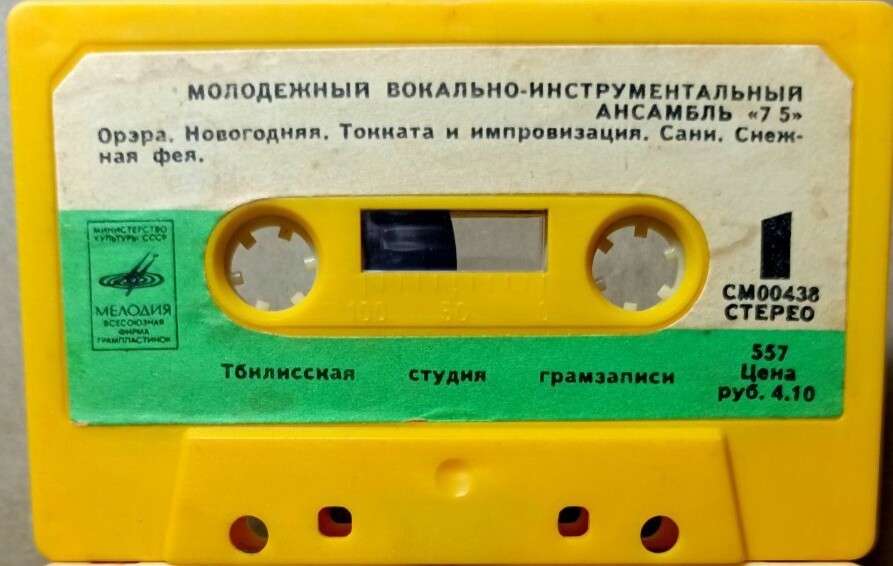 МОЛОДЕЖНЫЙ ВОКАЛЬНО-ИНСТРУМЕНТАЛЬНЫЙ
АНСАМБЛЬ «7 5»
Орэра. Новогодняя. Токката и импровизация. Сани. Снеж-
ная фея.
МИНИСТЕРСТВО
КУЛЬТУРЫ СССР
МЕЛОДИЯ
ВСЕСОЮЗНАЯ
ФИРМА
ГРАМПЛАСТИНОК
100 50 0
1
СМ00438
СТЕРЕО
Тбилисская студия грамзаписи
557
Цена
руб. 4.10